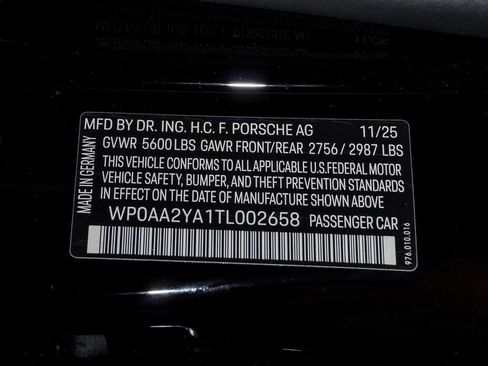 MFD BY DR. ING. H.C. F. PORSCHE AG 11/25
GVWR 5600 LBS GAWR FRONT/REAR 2756 / 2987 LBS
THIS VEHICLE CONFORMS TO ALL APPLICABLE U.S.FEDERAL MOTOR
VEHICLE SAFETY, BUMPER, AND THEFT PREVENTION STANDARDS
IN EFFECT ON THE DATE OF MANUFACTURE SHOWN ABOVE.
WP0AA2YA1TL002658 PASSENGER CAR
MADE IN GERMANY
976.010.016